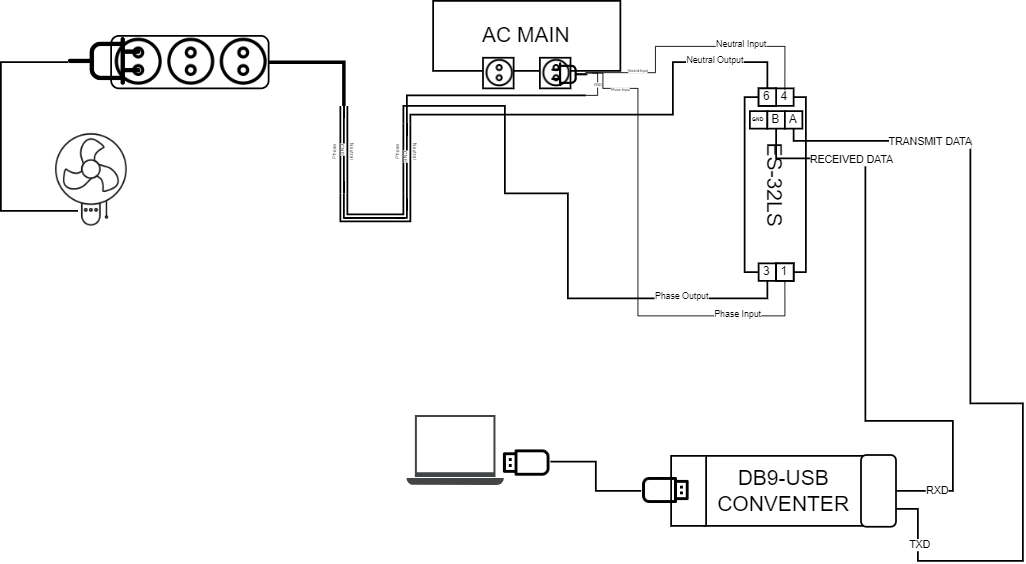 AC MAIN
Neutral Input
Neutral Output
Neutral Input
Phase Input
6
4
GND
B
A
TRANSMIT DATA
RECEIVED DATA
ES-32LS
Phase
Neutral
Phase
Neutral
3
1
Phase Output
Phase Input
DB9-USB
CONVENTER
RXD
TXD